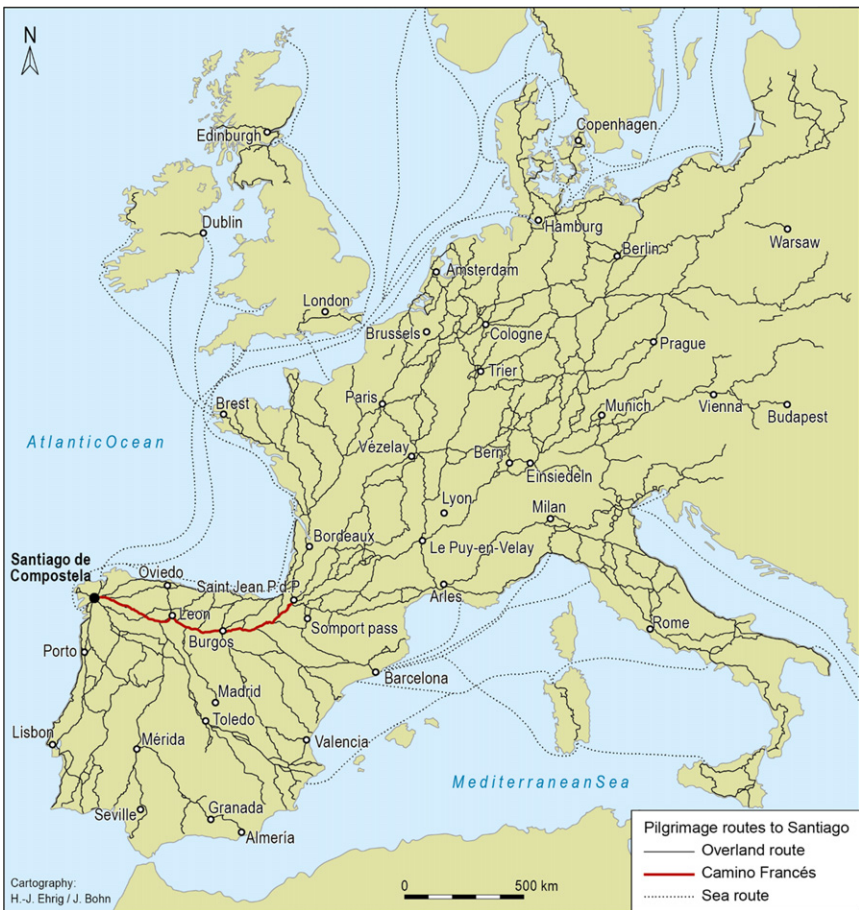 N
Edinburgh
Copenhagen
Dublin
Hamburg
Warsaw
Berlin
Amsterdam
London
Brussels
Cologne
Prague
Trier
Paris
Brest
Munich
Vienna
Budapest
Atlantic Ocean
Vézelay
Bern
Einsiedeln
Lyon
Milan
Bordeaux
Le Puy-en-Velay
Santiago de
Compostela
Oviedo
Saint Jean P.d.P.
Arles
Leon
Somport pass
Burgos
Rome
Porto
Barcelona
Madrid
Toledo
Lisbon
Mérida
Valencia
Mediterranean Sea
Seville
Granada
Almería
Pilgrimage routes to Santiago
Overland route
Camino Francés
Sea route
Cartography:
H.-J. Ehrig / J. Bohn
0 500 km